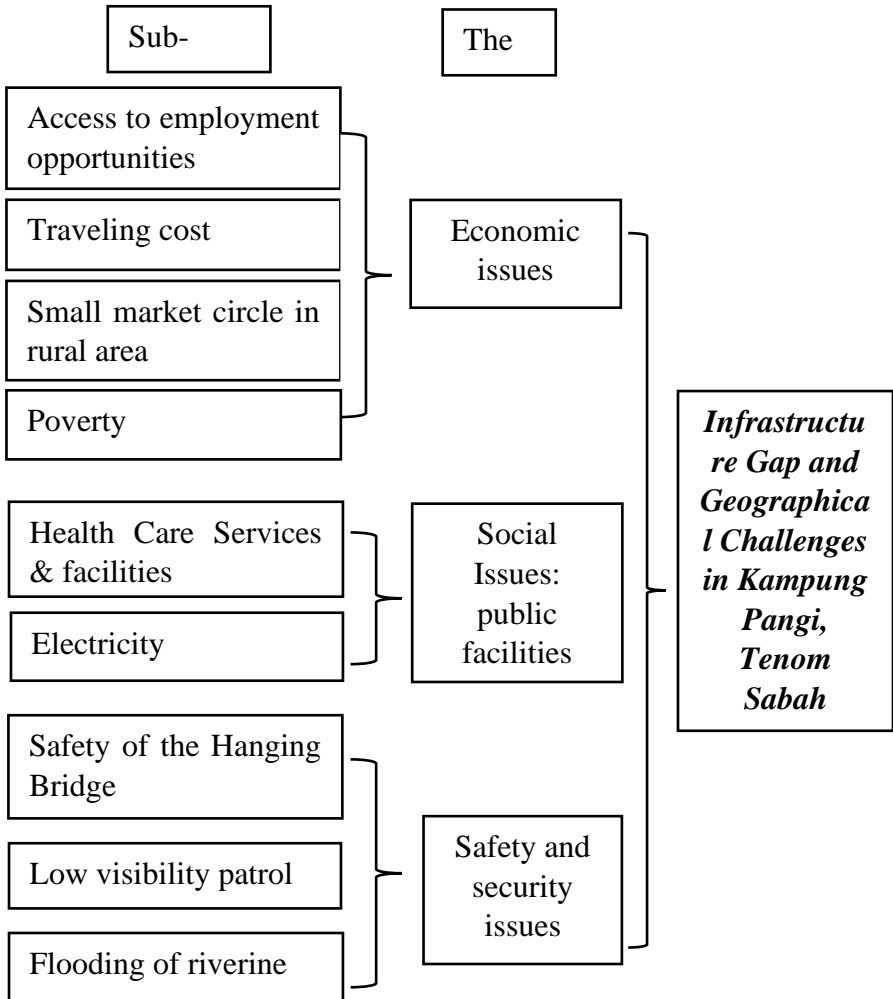 Sub-
The
Access to employment
opportunities
Traveling cost
Small market circle in
rural area
Poverty
Economic
issues
Health Care Services
& facilities
Electricity
Social
Issues:
public
facilities
Safety of the Hanging
Bridge
Low visibility patrol
Flooding of riverine
Safety and
security
issues
Infrastructu
re Gap and
Geographica
l Challenges
in Kampung
Pangi,
Tenom
Sabah